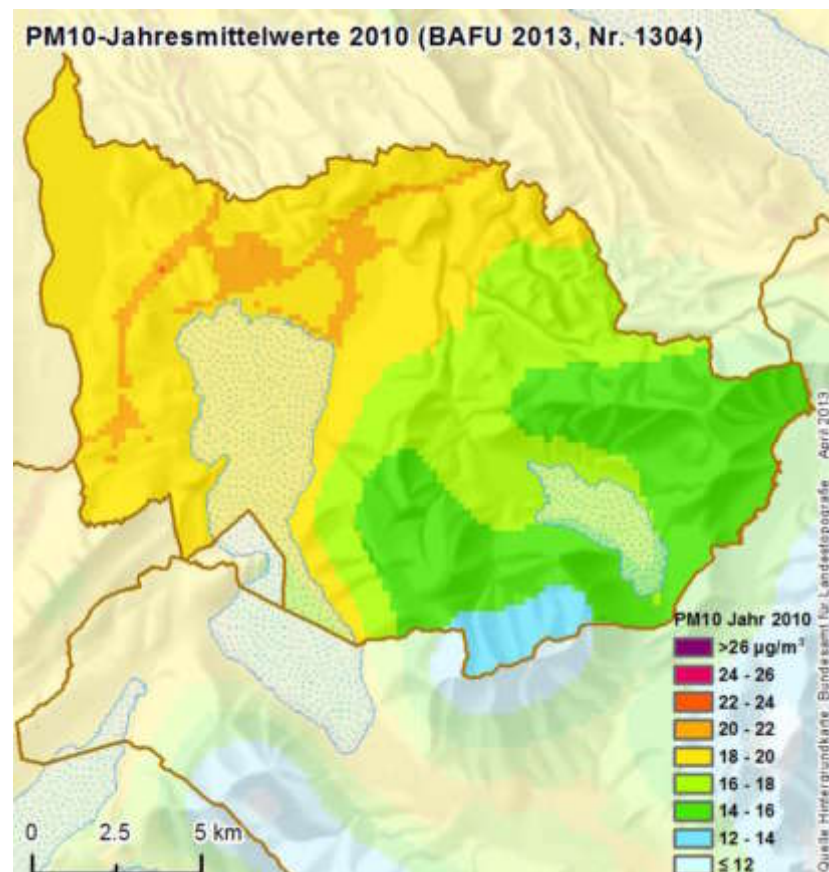 PM10-Jahresmittelwerte 2010 (BAFU 2013, Nr. 1304)
PM10 Jahr 2010
>26 µg/m³
24 - 26
22 - 24
20 - 22
18 - 20
16 - 18
14 - 16
12 - 14
≤ 12
0 2.5 5 km
Quelle Hintergrundkarte: Bundesamt für Landestopografie April 2013